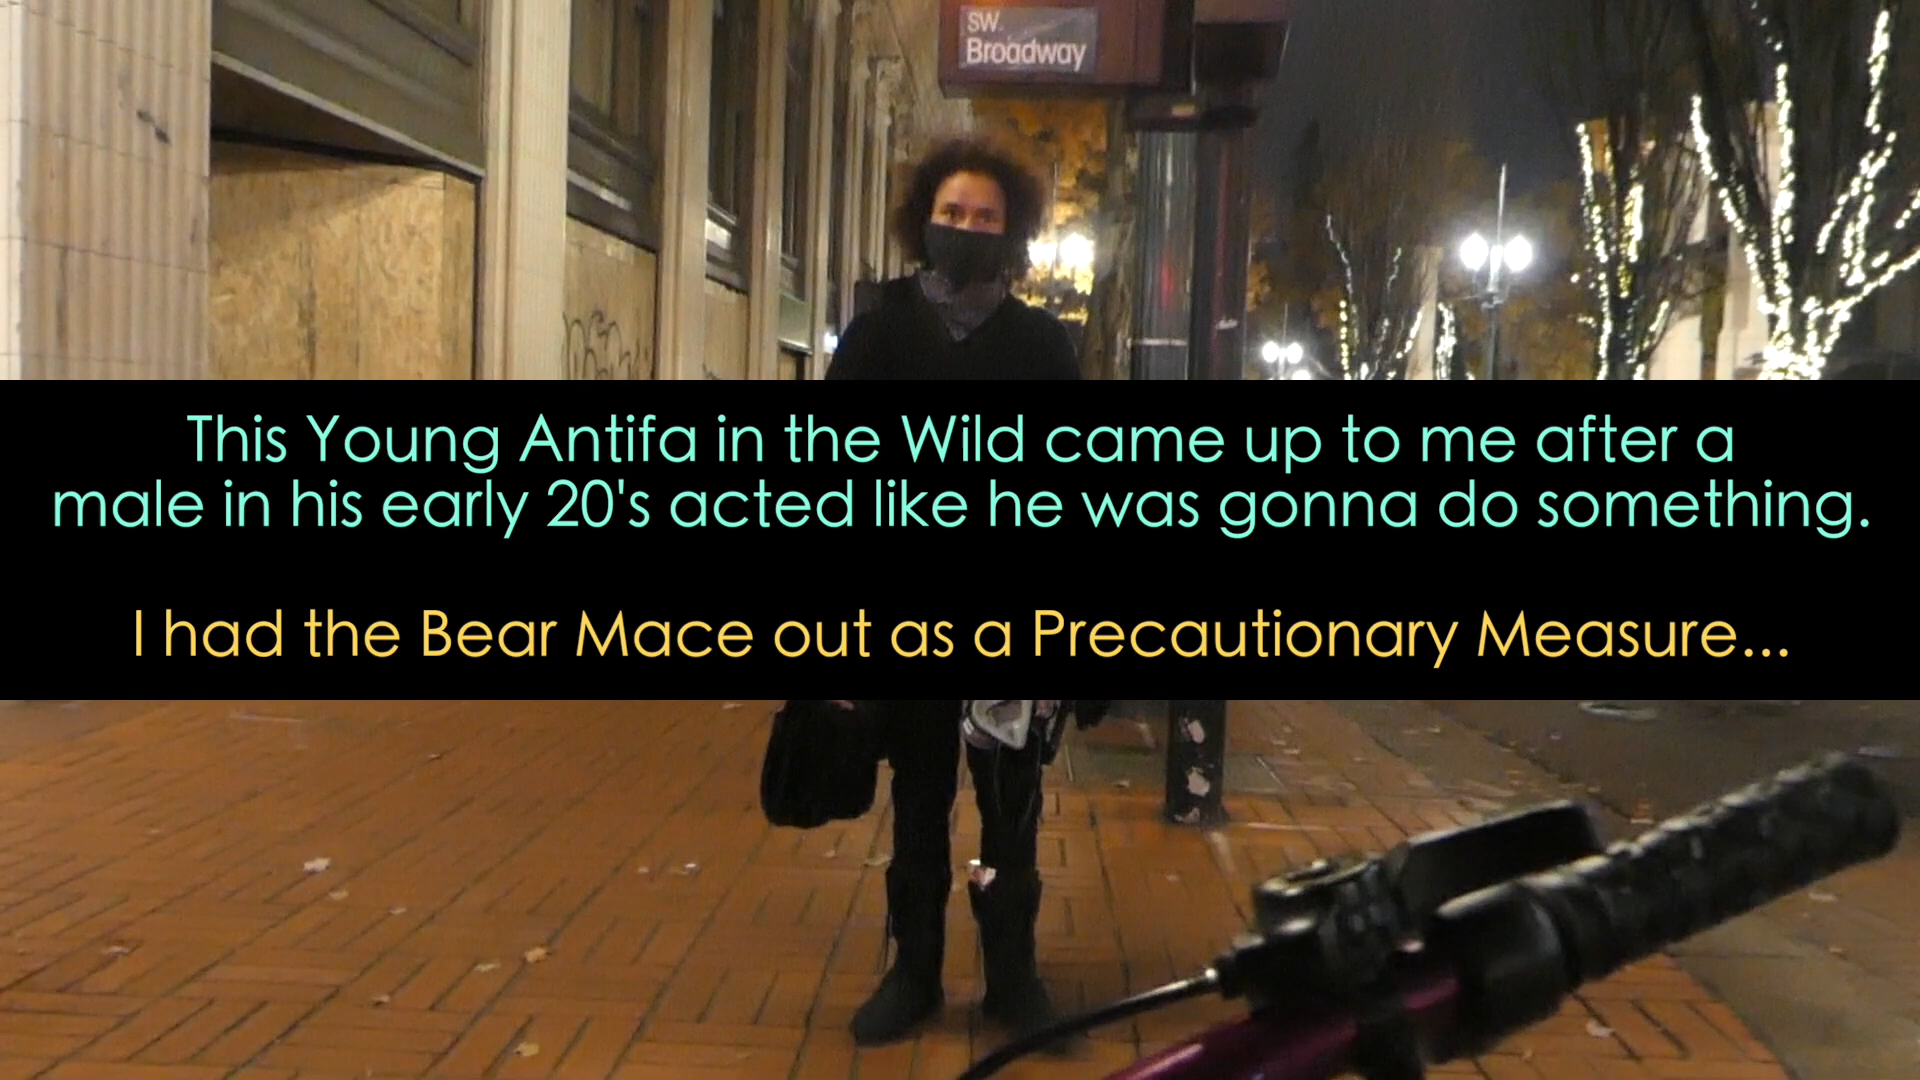 SW.
Broadway
This Young Antifa in the Wild came up to me after a
male in his early 20's acted like he was gonna do something.
I had the Bear Mace out as a Precautionary Measure...